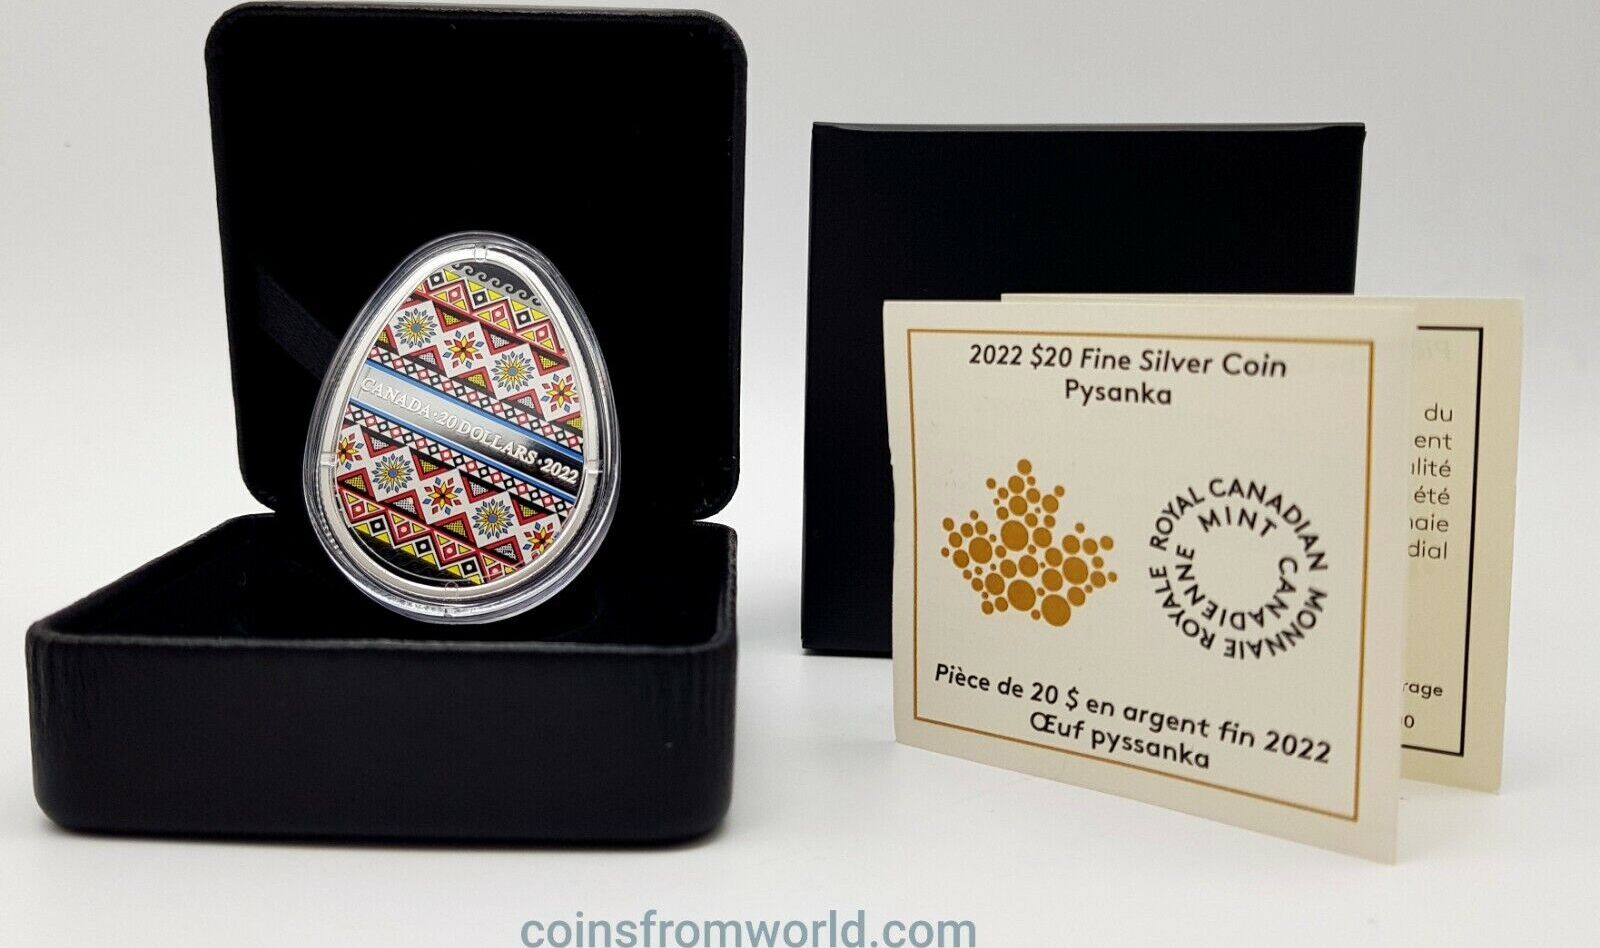 CANADA·20 DOLLARS·2022
2022 $20 Fine Silver Coin
Pysanka
ROYAL CANADIAN MINT
MONNAIE ROYALE CANADIENNE
Pièce de 20 $ en argent fin 2022
Œuf pyssanka
du
coinsfromworld.com